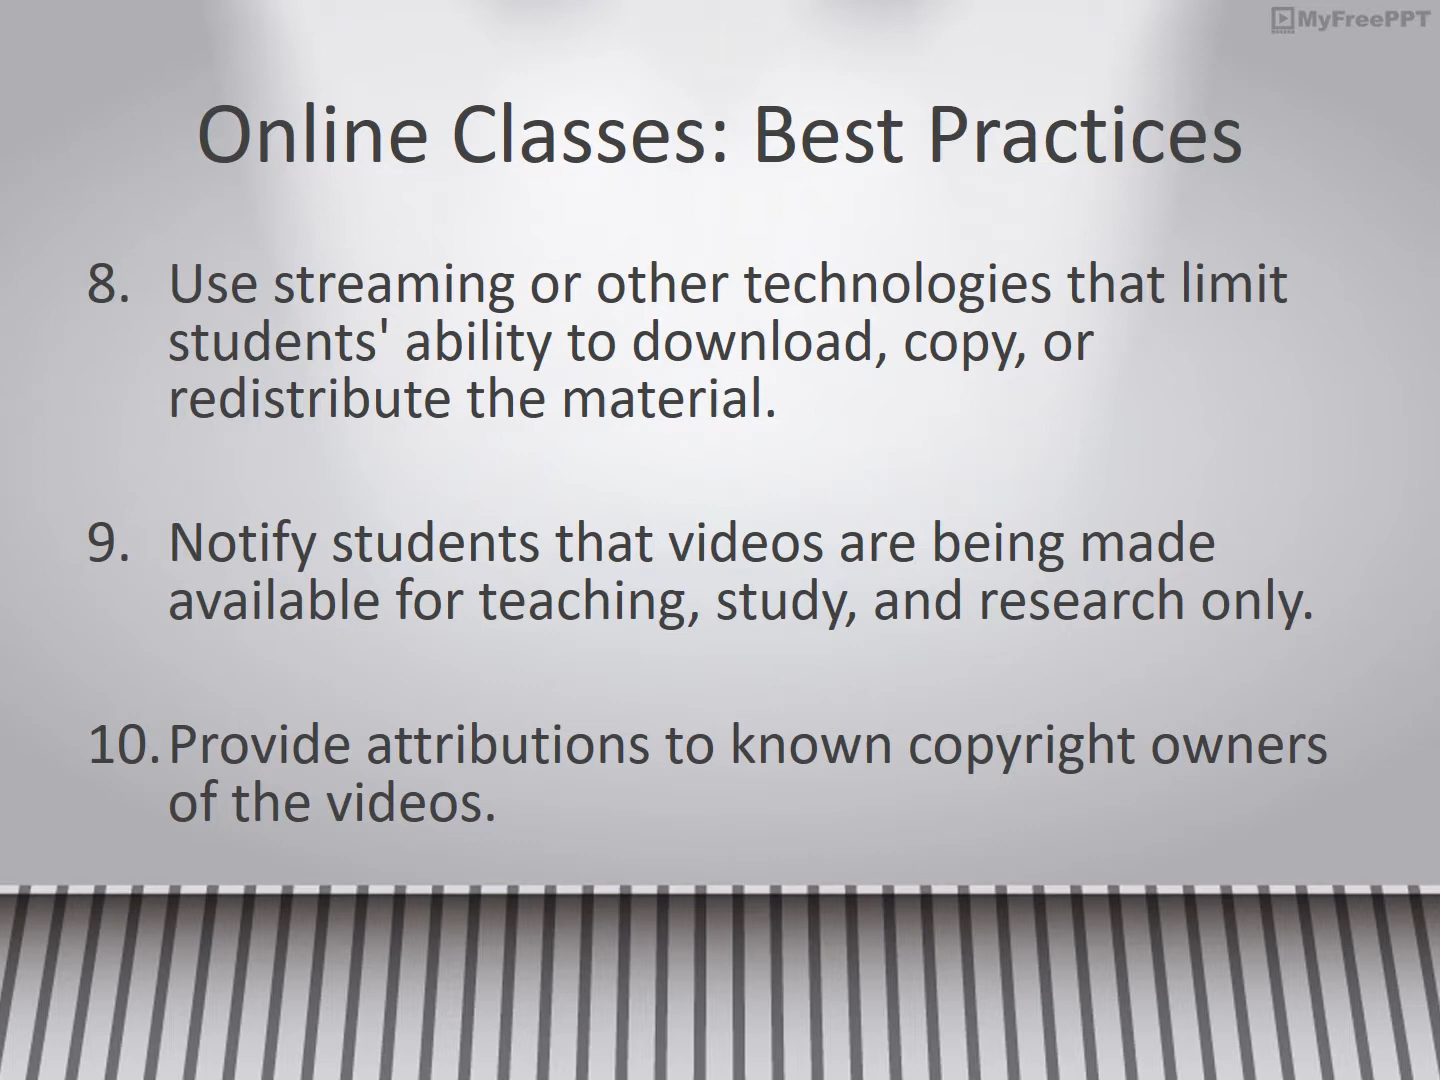 MyFreePPT
Online Classes: Best Practices
8. Use streaming or other technologies that limit
students' ability to download, copy, or
redistribute the material.
9. Notify students that videos are being made
available for teaching, study, and research only.
10. Provide attributions to known copyright owners
of the videos.